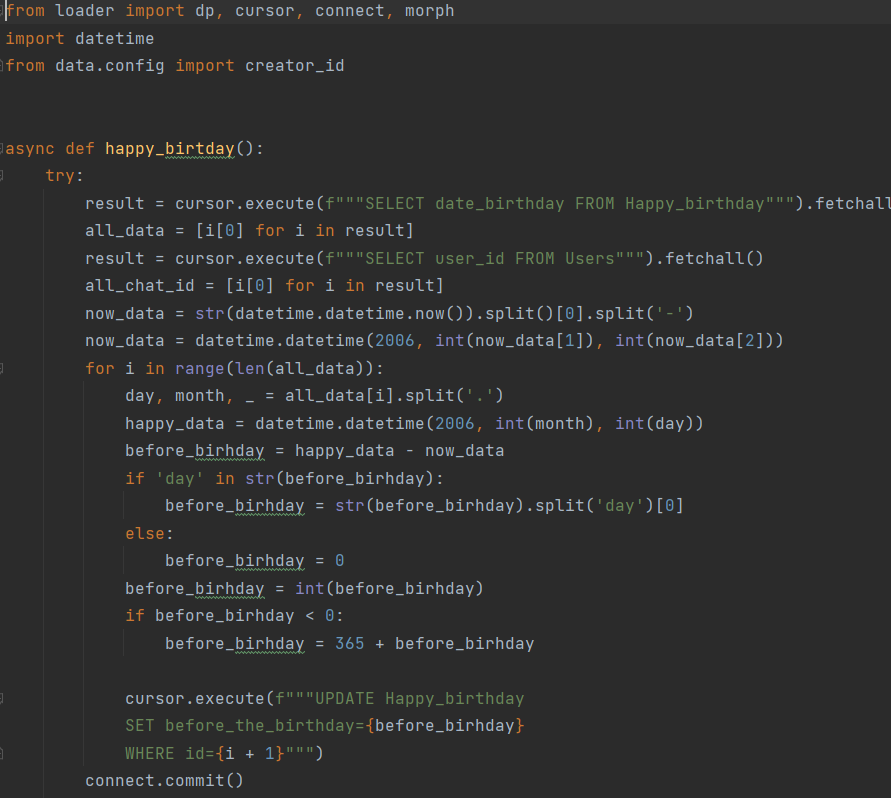 from loader import dp, cursor, connect, morph
import datetime
from data.config import creator_id
async def happy_birtday():
    try:
        result = cursor.execute(f"""SELECT date_birthday FROM Happy_birthday""").fetchall
        all_data = [i[0] for i in result]
        result = cursor.execute(f"""SELECT user_id FROM Users""").fetchall()
        all_chat_id = [i[0] for i in result]
        now_data = str(datetime.datetime.now()).split()[0].split('-')
        now_data = datetime.datetime(2006, int(now_data[1]), int(now_data[2]))
        for i in range(len(all_data)):
            day, month, _ = all_data[i].split('.')
            happy_data = datetime.datetime(2006, int(month), int(day))
            before_birhday = happy_data - now_data
            if 'day' in str(before_birhday):
                before_birhday = str(before_birhday).split('day')[0]
            else:
                before_birhday = 0
            before_birhday = int(before_birhday)
            if before_birhday < 0:
                before_birhday = 365 + before_birhday
            cursor.execute(f"""UPDATE Happy_birthday
            SET before_the_birthday={before_birhday}
            WHERE id={i + 1}""")
        connect.commit()